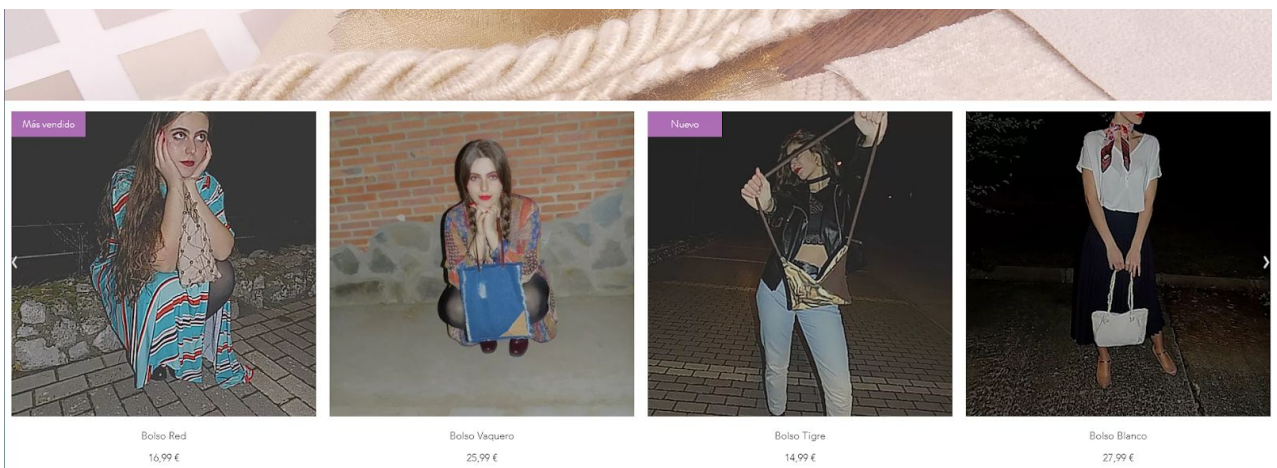 Más vendido
Nuevo
Bolso Red
Bolso Vaquero
Bolso Tigre
Bolso Blanco
16,99 €
25,99 €
14,99 €
27,99 €